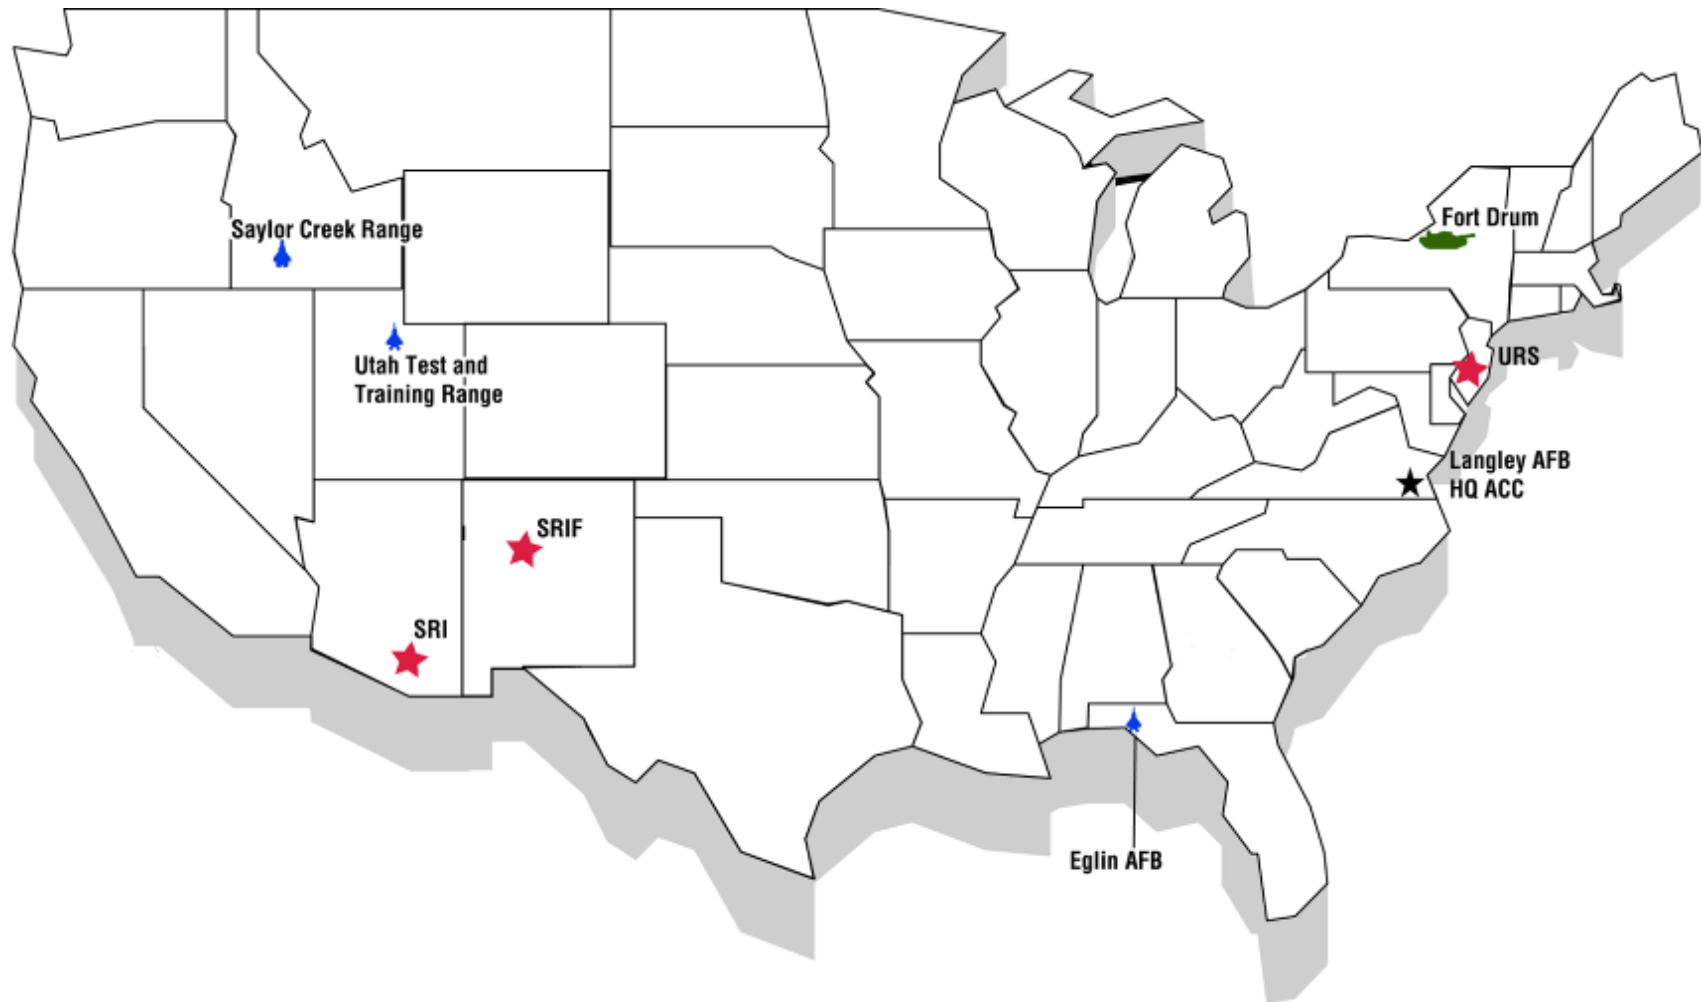 Fort Drum
Saylor Creek Range
URS
Utah Test and
Training Range
Langley AFB
HQ ACC
SRIF
SRI
Eglin AFB